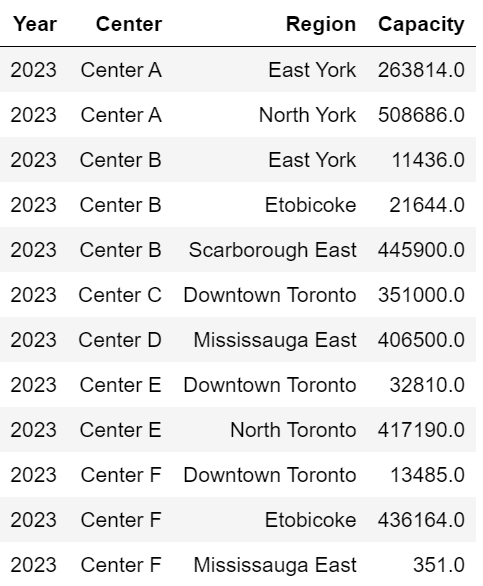 Year Center Region Capacity
2023 Center A East York 263814.0
2023 Center A North York 508686.0
2023 Center B East York 11436.0
2023 Center B Etobicoke 21644.0
2023 Center B Scarborough East 445900.0
2023 Center C Downtown Toronto 351000.0
2023 Center D Mississauga East 406500.0
2023 Center E Downtown Toronto 32810.0
2023 Center E North Toronto 417190.0
2023 Center F Downtown Toronto 13485.0
2023 Center F Etobicoke 436164.0
2023 Center F Mississauga East 351.0